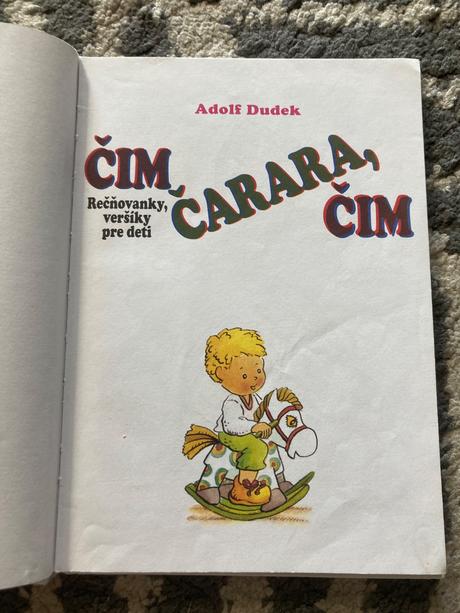 Adolf Dudek
ČIM
ČARARA,
ČIM
Rečňovanky,
veršíky
pre deti